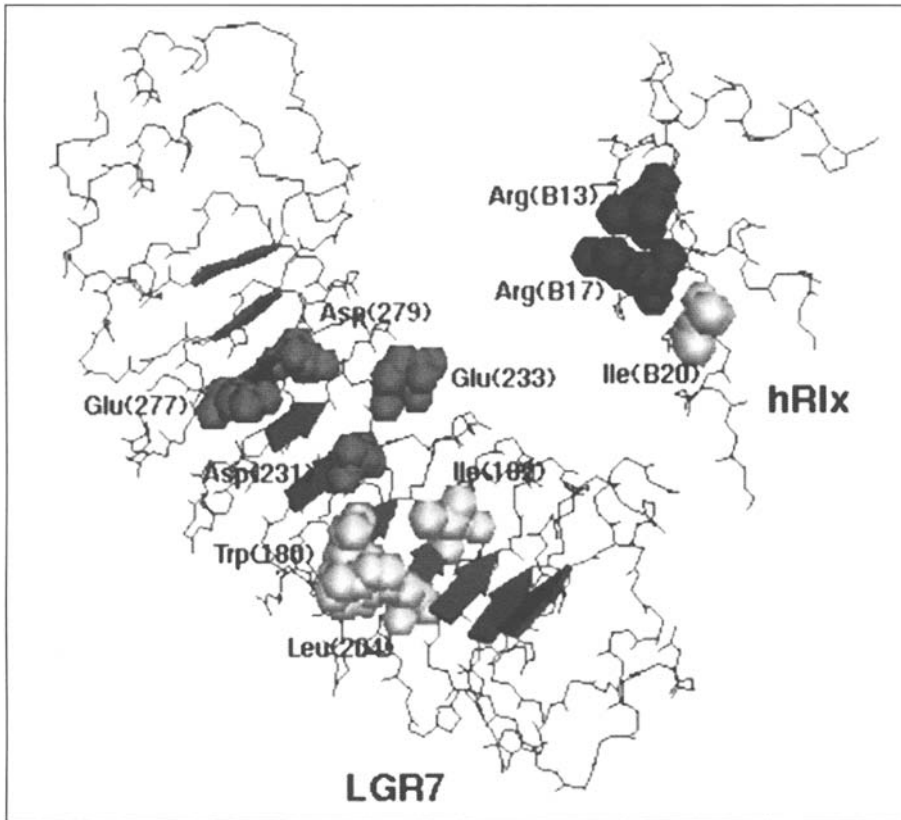 Arg(B13)
Arg(B17)
Asp(279)
Glu(233)
Ile(B20)
hRlx
Glu(277)
Asp(231)
Trp(180)
Leu(204)
LGR7